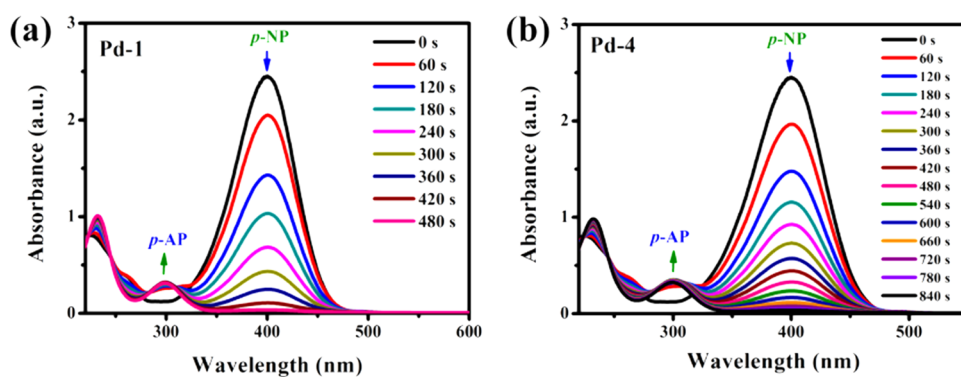 (a)
Pd-1
p-NP
p-AP
0 s
60 s
120 s
180 s
240 s
300 s
360 s
420 s
480 s
Absorbance (a.u.)
3
2
1
0
300
400
500
600
Wavelength (nm)
(b)
Pd-4
p-NP
p-AP
0 s
60 s
120 s
180 s
240 s
300 s
360 s
420 s
480 s
540 s
600 s
660 s
720 s
780 s
840 s
Absorbance (a.u.)
3
2
1
0
300
400
500
Wavelength (nm)